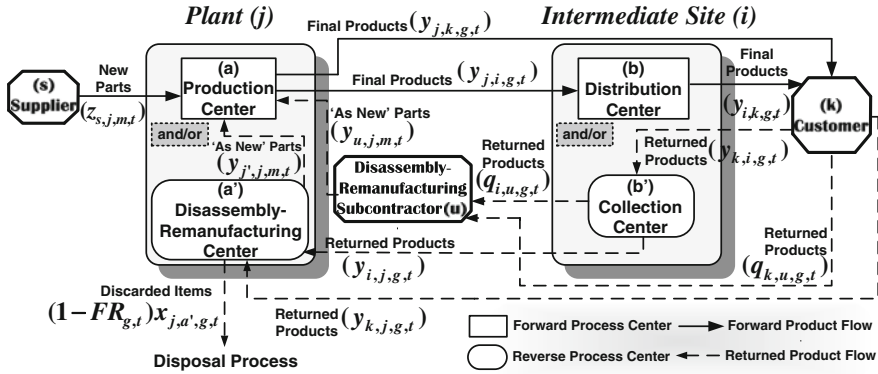 Plant (j)
Intermediate Site (i)
Final Products (y_{j,k,g,t})
(s)
Supplier
New
Parts
(z_{s,j,m,t})
(a)
Production
Center
Final Products (y_{j,i,g,t})
(b)
Distribution
Center
Final
Products
(y_{i,k,g,t})
(k)
Customer
and/or
'As New' Parts
(y_{u,j,m,t})
and/or
'As New' Parts
(y_{j',j,m,t})
Returned
Products (y_{k,i,g,t})
Disassembly-
Remanufacturing
Subcontractor(u)
Returned
Products
(q_{i,u,g,t})
(a')
Disassembly-
Remanufacturing
Center
(b')
Collection
Center
Returned Products
(y_{i,j,g,t})
Returned
Products
(q_{k,u,g,t})
Discarded Items
(1-FR_{g,t})x_{j,a',g,t}
Disposal Process
Returned
Products (y_{k,j,g,t})
Forward Process Center
Forward Product Flow
Reverse Process Center
Returned Product Flow